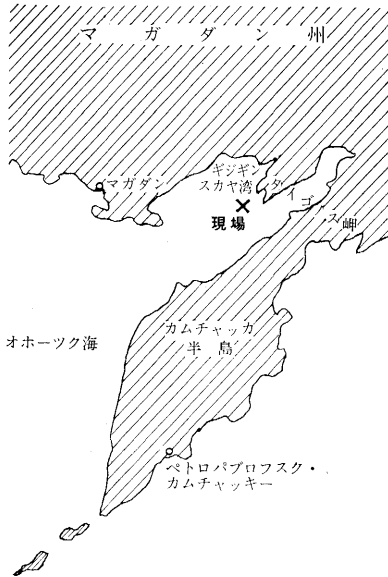 マガダン州
ギジギン
スカヤ湾
マガダン
タイゴノス岬
現場
カムチャッカ
半島
オホーツク海
ペトロパブロフスク・
カムチャッキー